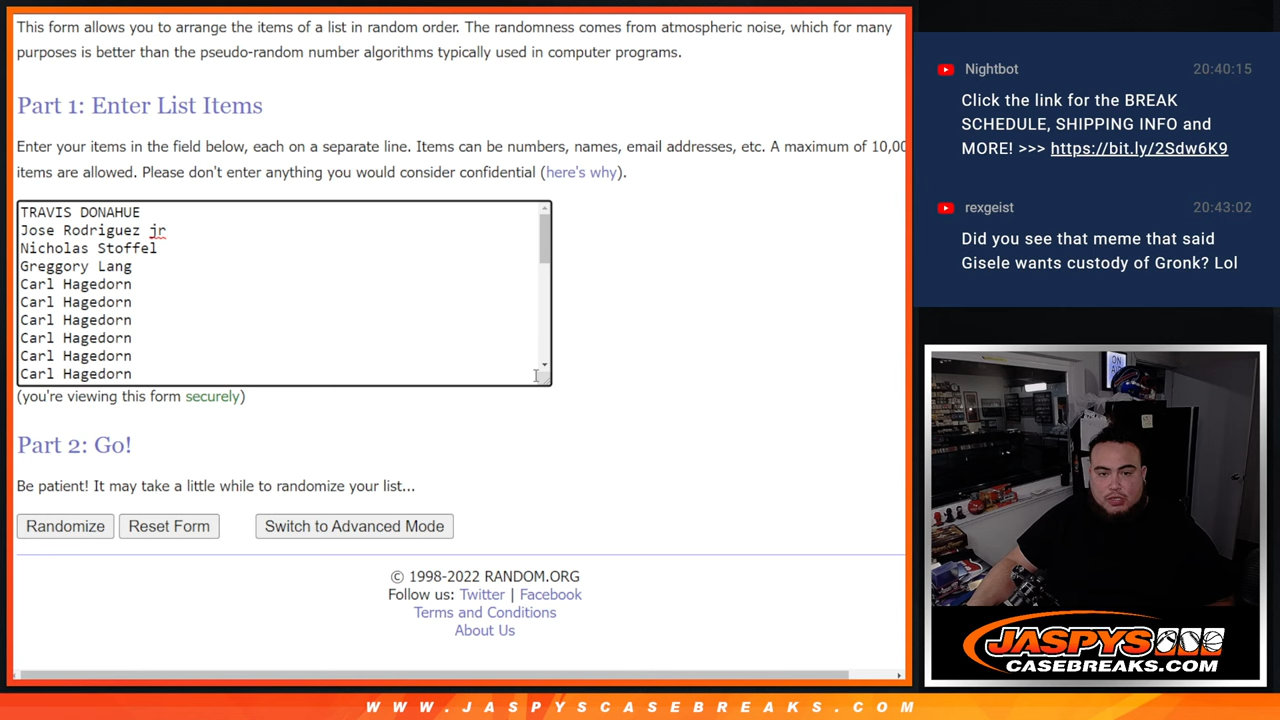 This form allows you to arrange the items of a list in random order. The randomness comes from atmospheric noise, which for many
purposes is better than the pseudo-random number algorithms typically used in computer programs.
Part 1: Enter List Items
Enter your items in the field below, each on a separate line. Items can be numbers, names, email addresses, etc. A maximum of 10,00
items are allowed. Please don't enter anything you would consider confidential (here's why).
TRAVIS DONAHUE
Jose Rodriguez jr
Nicholas Stoffel
Greggory Lang
Carl Hagedorn
Carl Hagedorn
Carl Hagedorn
Carl Hagedorn
Carl Hagedorn
Carl Hagedorn
(you're viewing this form securely)
Part 2: Go!
Be patient! It may take a little while to randomize your list...
Randomize Reset Form Switch to Advanced Mode
© 1998-2022 RANDOM.ORG
Follow us: Twitter | Facebook
Terms and Conditions
About Us
Nightbot 20:40:15
Click the link for the BREAK
SCHEDULE, SHIPPING INFO and
MORE! >>> https://bit.ly/2Sdw6K9
rexgeist 20:43:02
Did you see that meme that said
Gisele wants custody of Gronk? Lol
ON
JASPYS
CASEBREAKS.COM
WWW.JASPYSCASEBREAKS.COM